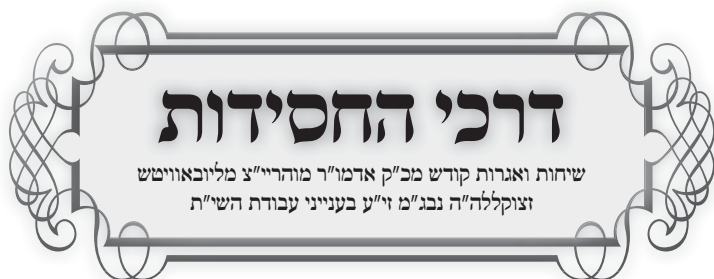 דרכי החסידות
שיחות ואגרות קודש מכ"ק אדמו"ר מוהריי"צ מליובאוויטש
זצוקללה"ה נבג"מ זי"ע בענייני עבודת השי"ת